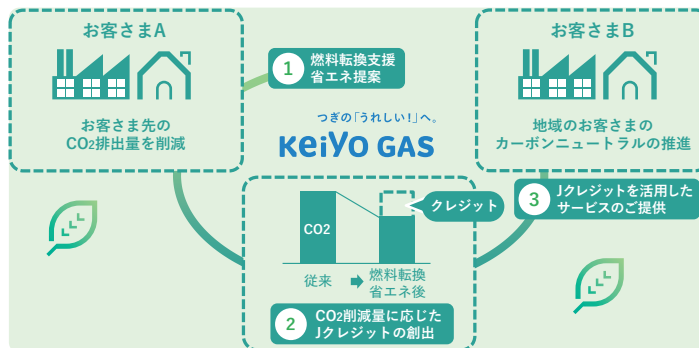 お客さまA
お客さま先の
CO2排出量を削減
1
燃料転換支援
省エネ提案
つぎの「うれしい！」へ。
KeiYO GAS
お客さまB
地域のお客さまの
カーボンニュートラルの推進
3
Jクレジットを活用した
サービスのご提供
CO2
クレジット
従来
燃料転換
省エネ後
2
CO2削減量に応じた
Jクレジットの創出